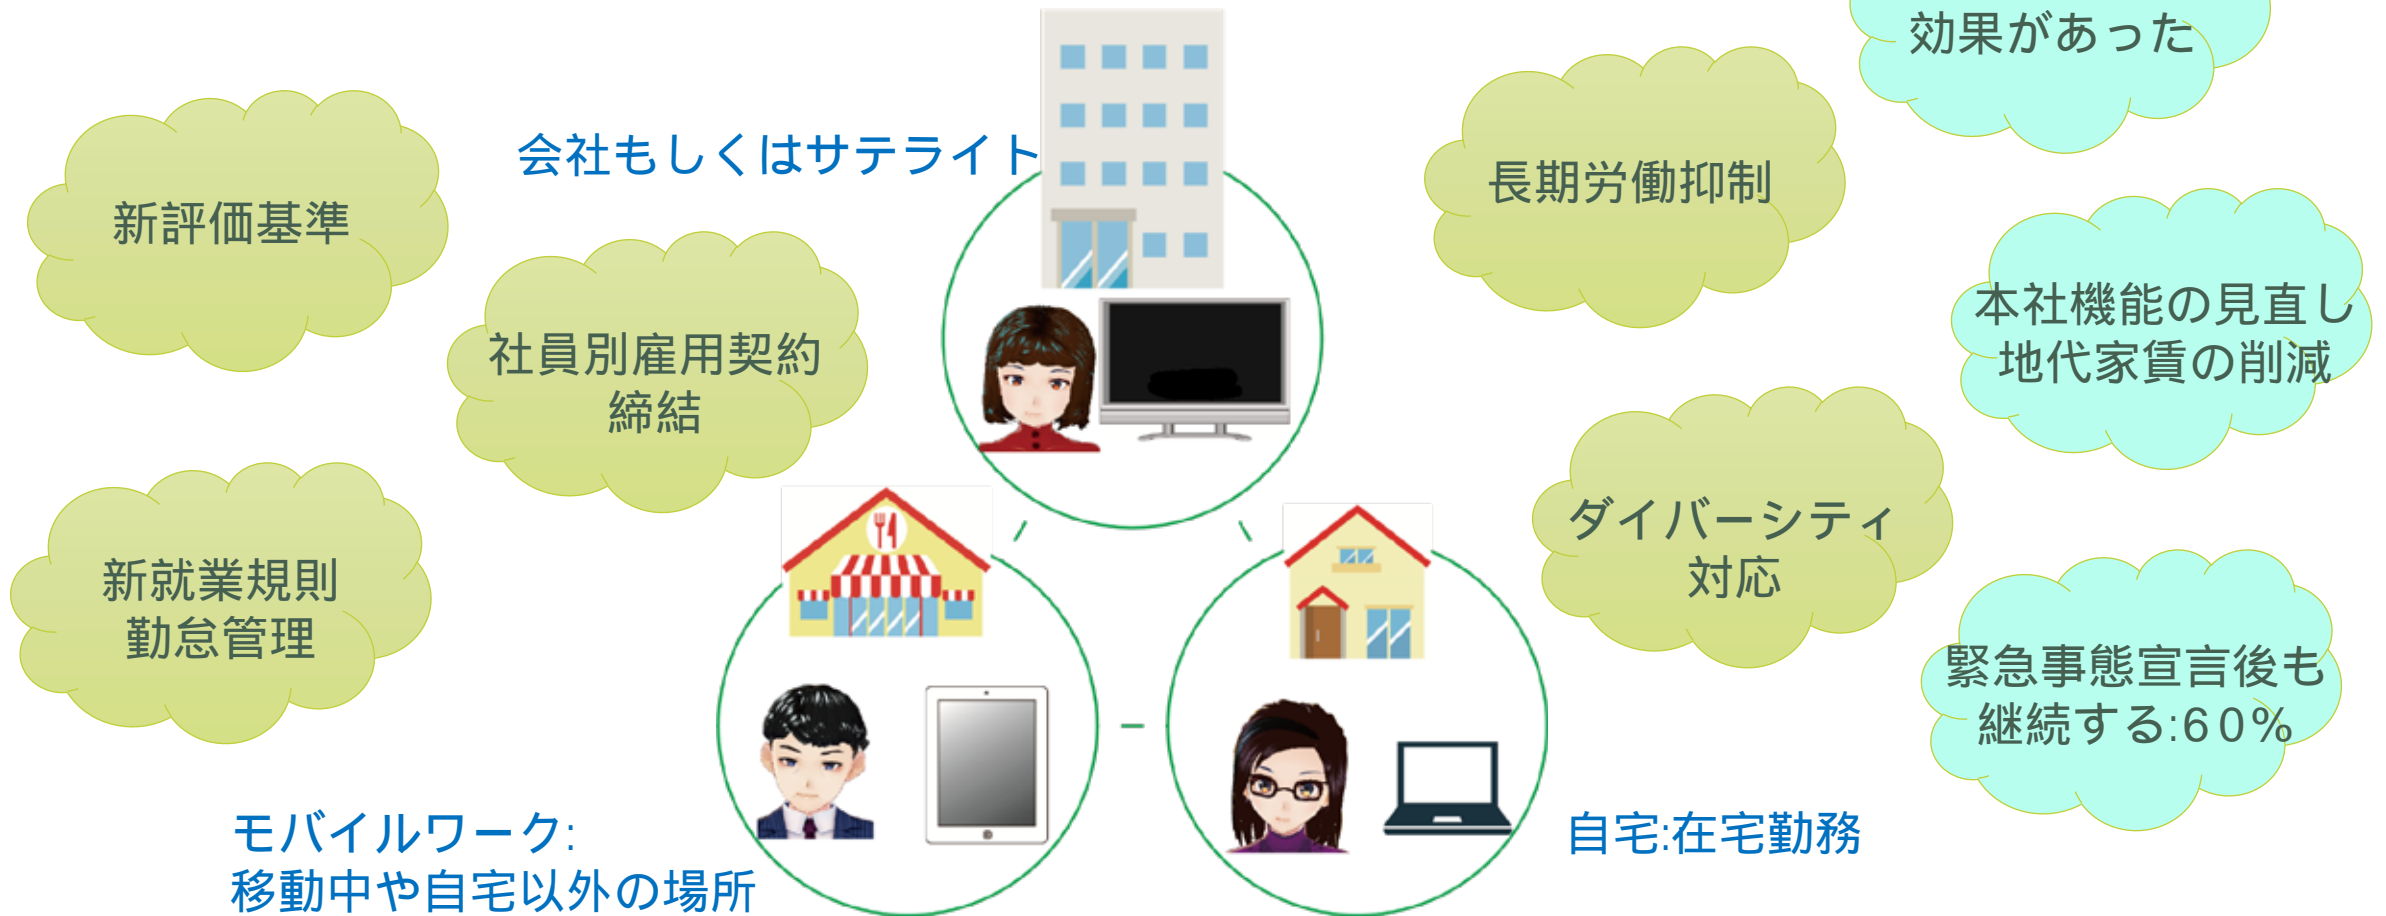 効果があった
会社もしくはサテライト
長期労働抑制
新評価基準
本社機能の見直し
地代家賃の削減
社員別雇用契約
締結
ダイバーシティ
対応
新就業規則
勤怠管理
緊急事態宣言後も
継続する:60%
モバイルワーク:
移動中や自宅以外の場所
自宅:在宅勤務